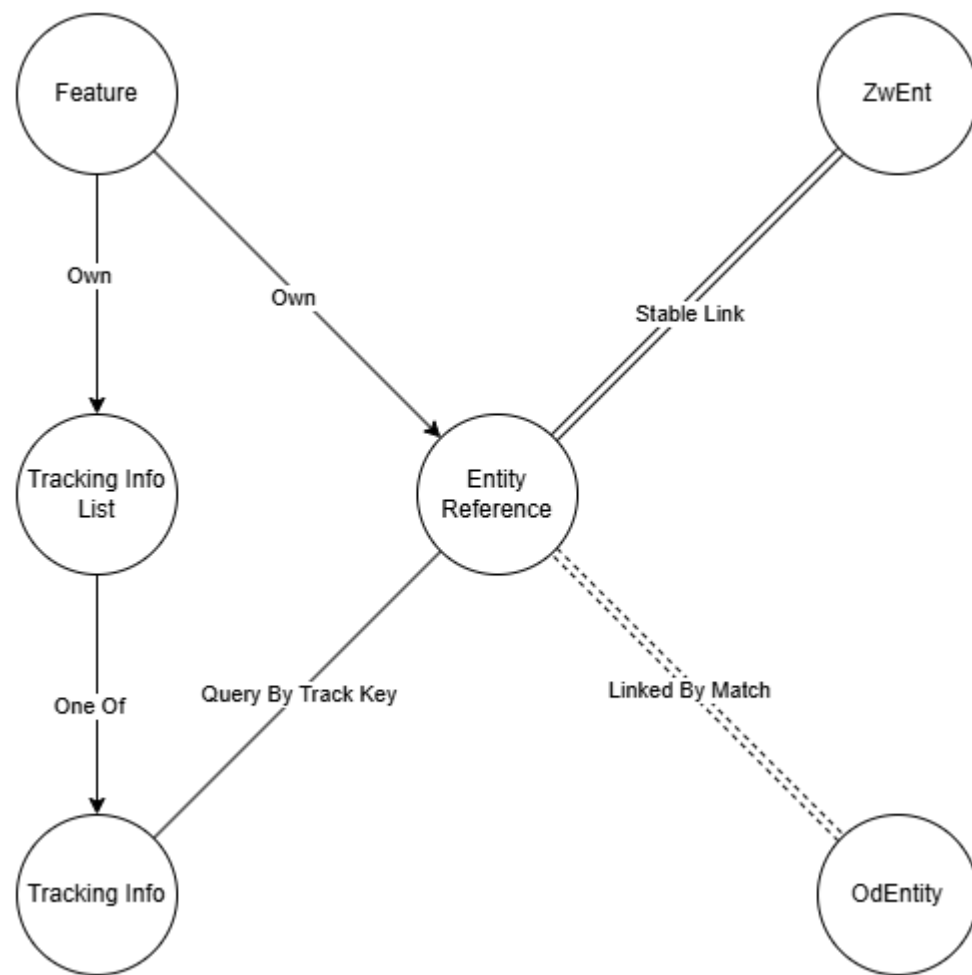 Feature
ZwEnt
Own
Own
Stable Link
Tracking Info
List
Entity
Reference
One Of
Query By Track Key
Linked By Match
Tracking Info
OdEntity